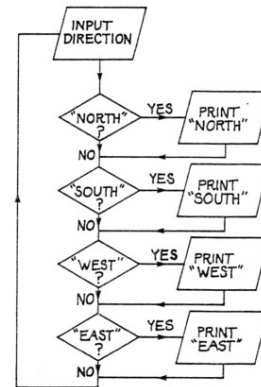 INPUT
DIRECTION
"NORTH"
?
YES
PRINT
"NORTH"
NO
"SOUTH"
?
YES
PRINT
"SOUTH"
NO
"WEST"
?
YES
PRINT
"WEST"
NO
"EAST"
?
YES
PRINT
"EAST"
NO